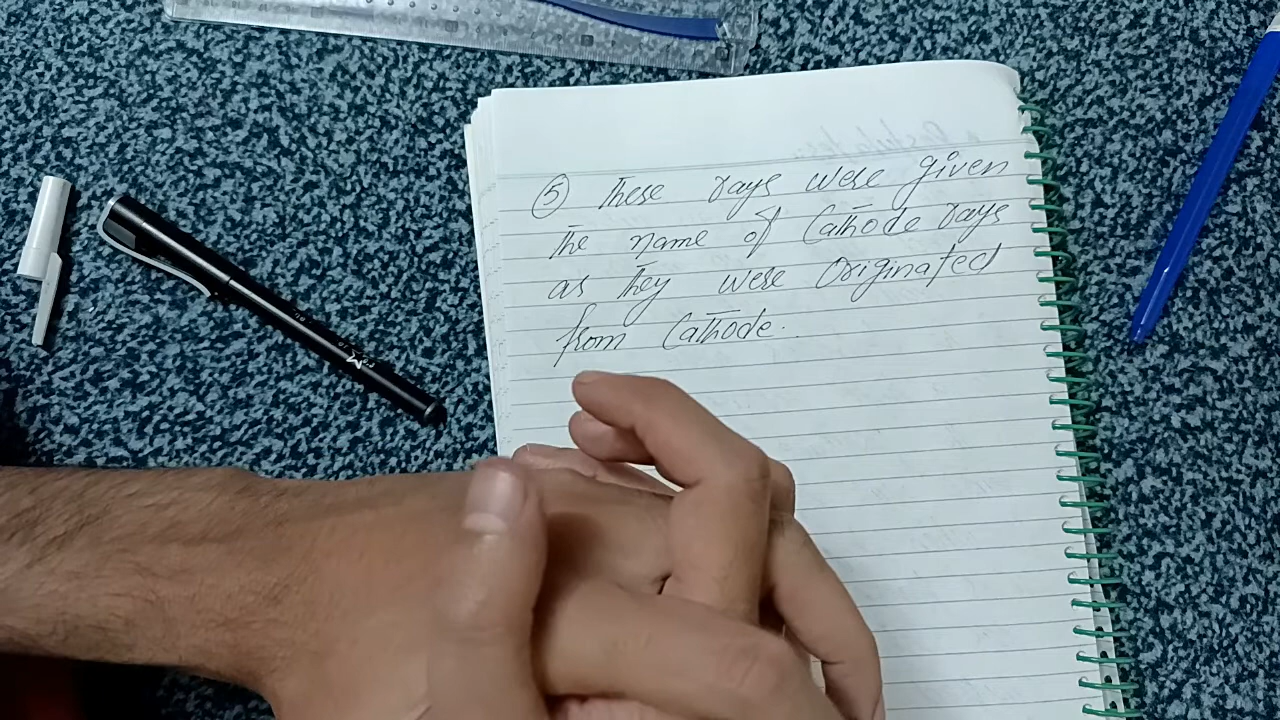 ⑤ These rays were given
the name of Cathode rays
as they were Originated
from Cathode.